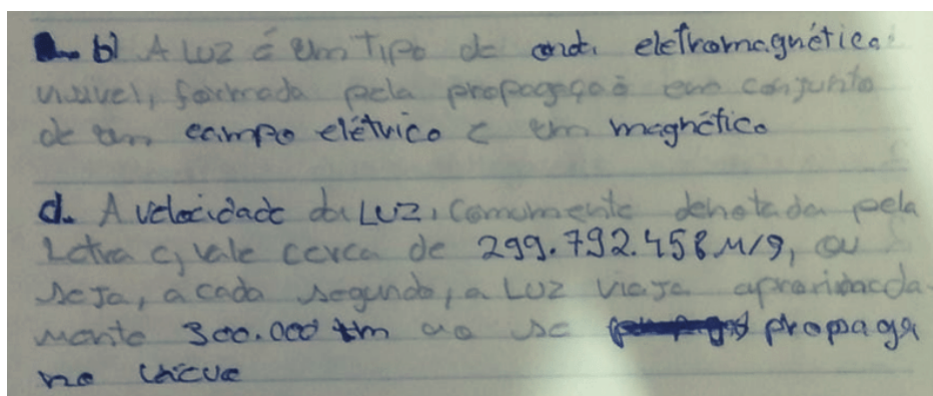 b) A Luz é um Tipo de onda eletromagnética
visível, formada pela propagação em conjunto
de um campo elétrico e um magnético
d. A velocidade da LUZ, comumente denotada pela
Letra c, vale cerca de 299.792.458 M/s, ou
seJa, a cada segundo, a LUZ viaJa aproximada-
mente 300.000 km ao se propaga
no vácuo